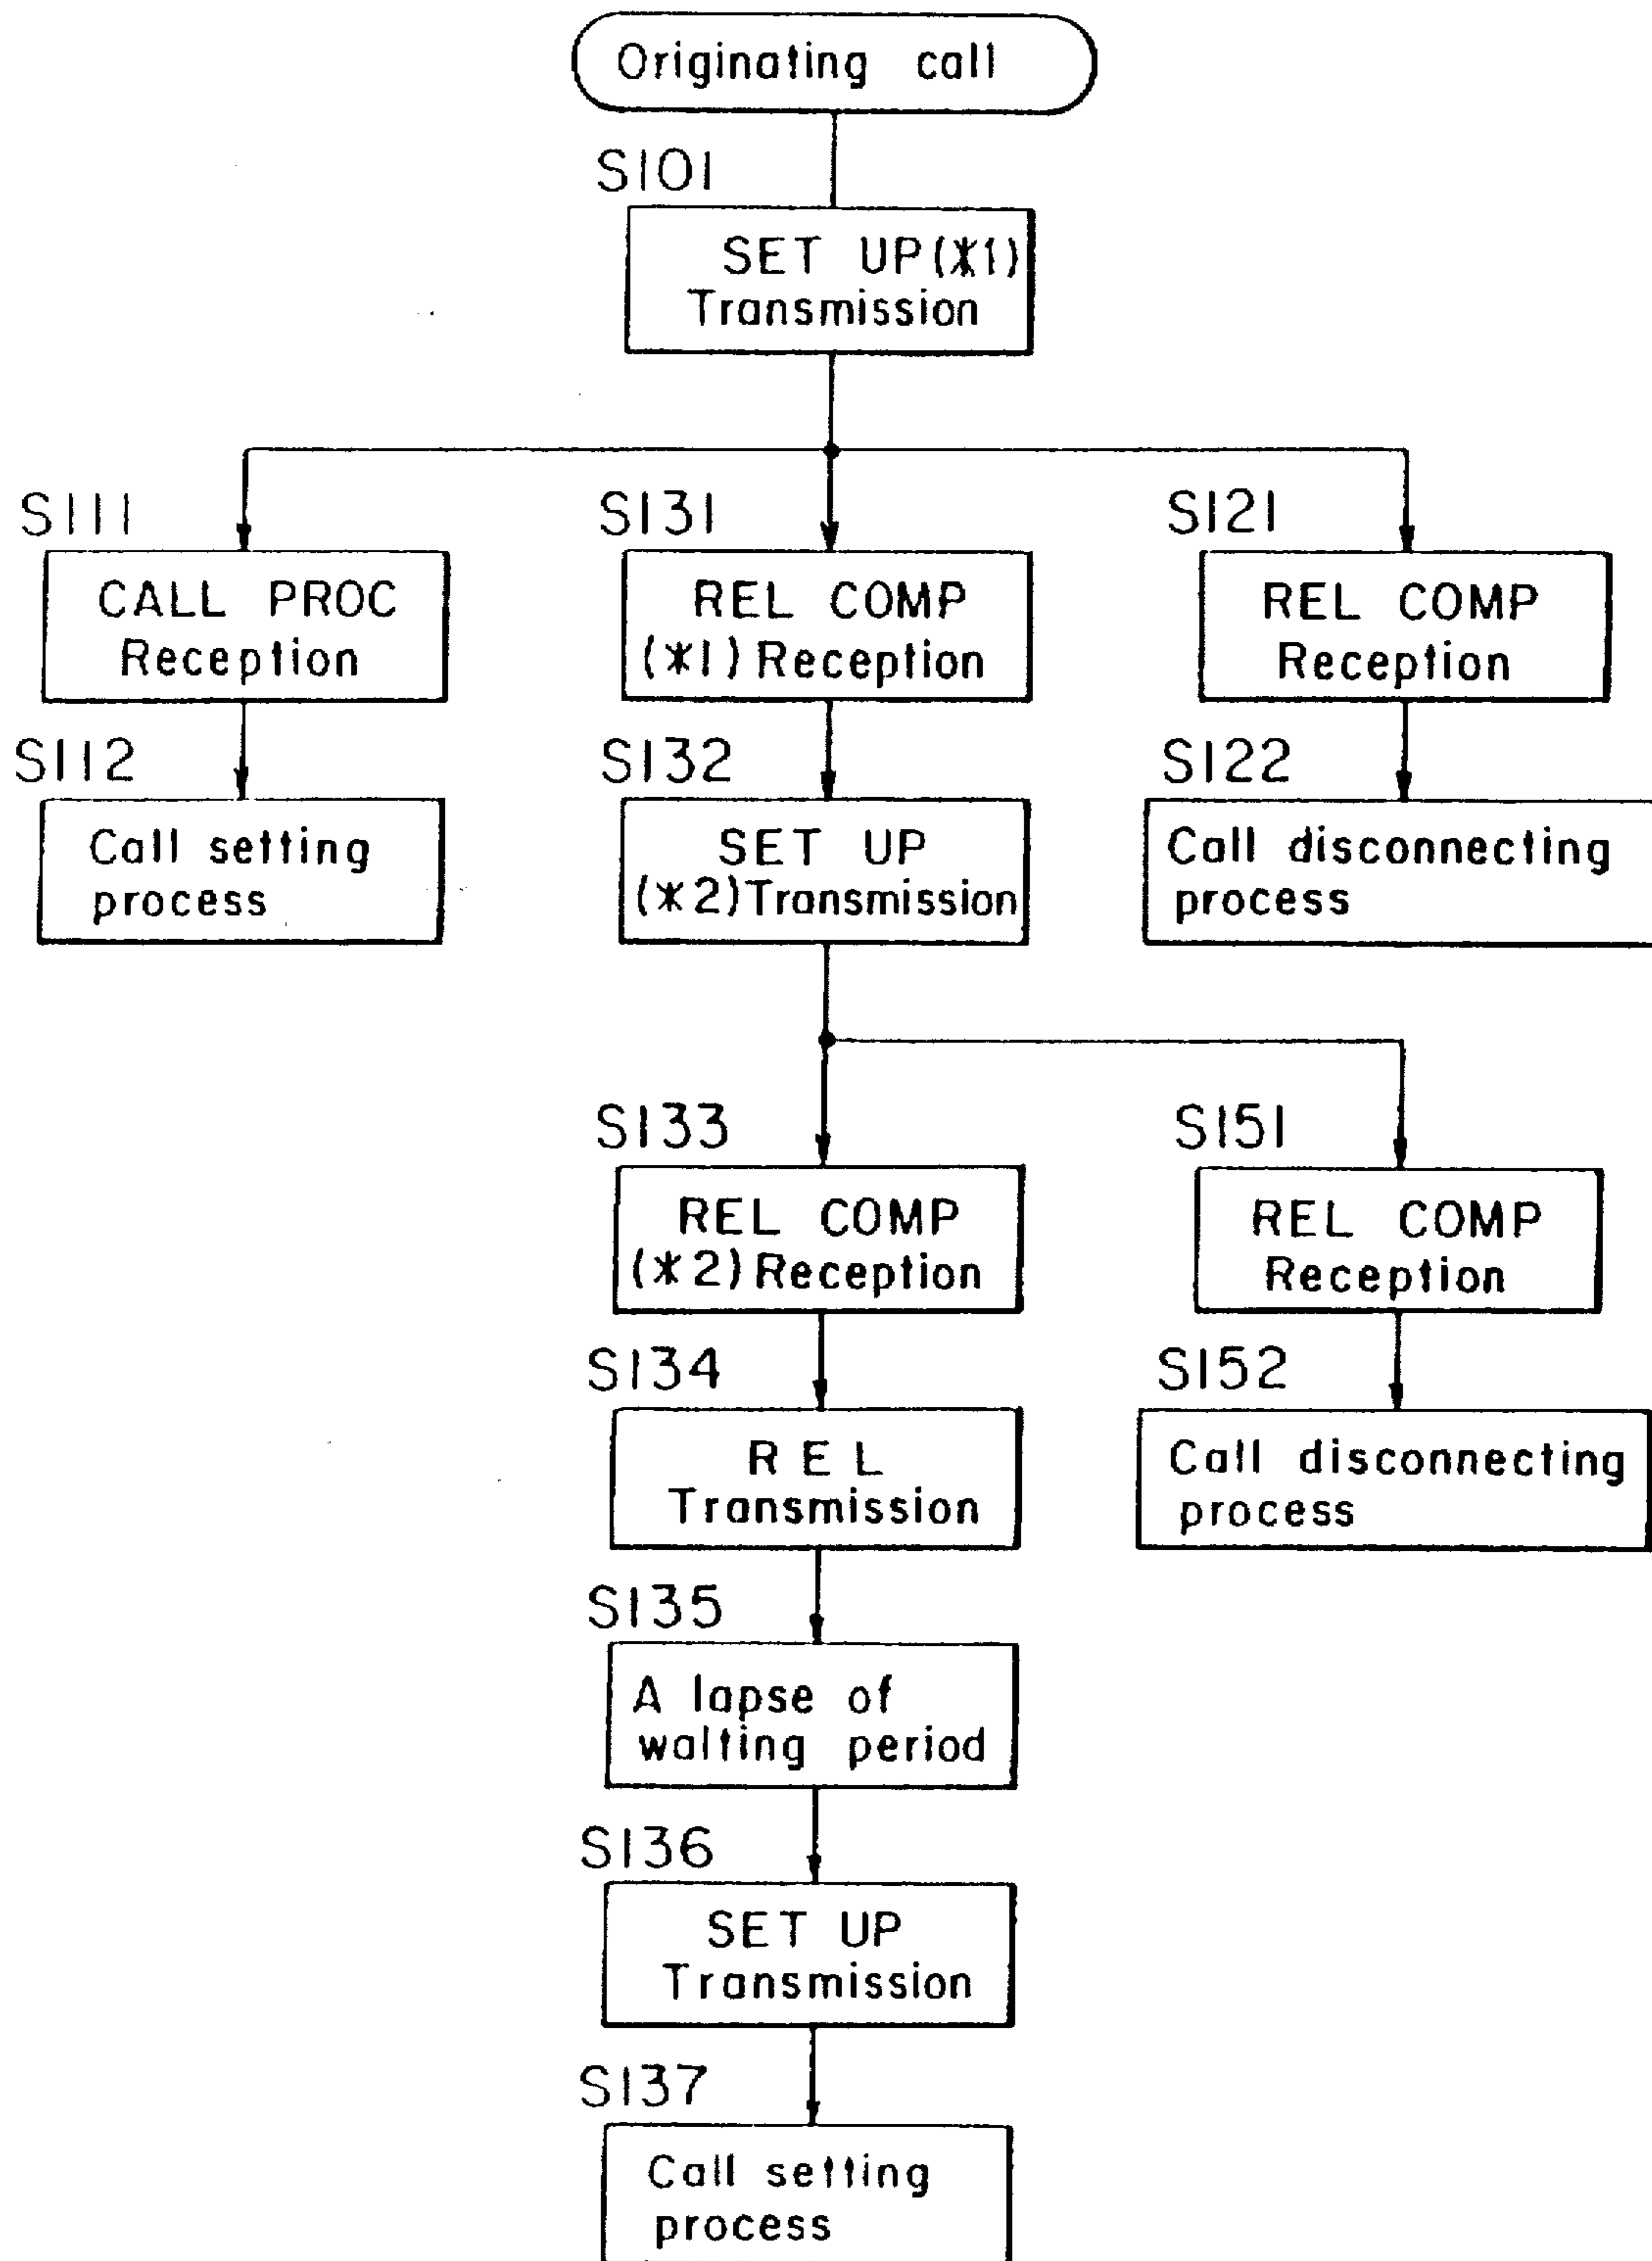 Originating call
S101
SET UP(*1)
Transmission
S111
CALL PROC
Reception
S131
REL COMP
(*1) Reception
S121
REL COMP
Reception
S112
Call setting
process
S132
SET UP
(*2) Transmission
S122
Call disconnecting
process
S133
REL COMP
(*2) Reception
S151
REL COMP
Reception
S134
REL
Transmission
S152
Call disconnecting
process
S135
A lapse of
waiting period
S136
SET UP
Transmission
S137
Call setting
process